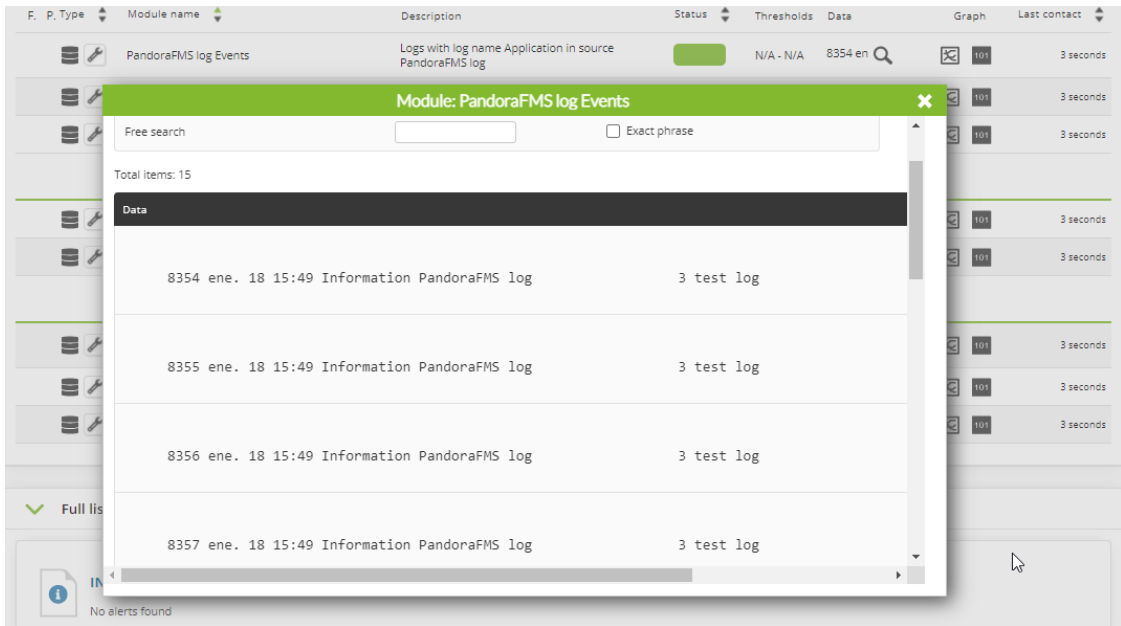 F. P. Type Module name Description Status Thresholds Data Graph Last contact
PandoraFMS log Events
Logs with log name Application in source
PandoraFMS log
N/A - N/A
8354 en
101
3 seconds
Module: PandoraFMS log Events
101
3 seconds
Free search
Exact phrase
101
3 seconds
Total items: 15
Data
101
3 seconds
101
3 seconds
8354 ene. 18 15:49 Information PandoraFMS log 3 test log
101
3 seconds
8355 ene. 18 15:49 Information PandoraFMS log 3 test log
101
3 seconds
101
3 seconds
8356 ene. 18 15:49 Information PandoraFMS log 3 test log
Full lis
8357 ene. 18 15:49 Information PandoraFMS log 3 test log
IN
No alerts found